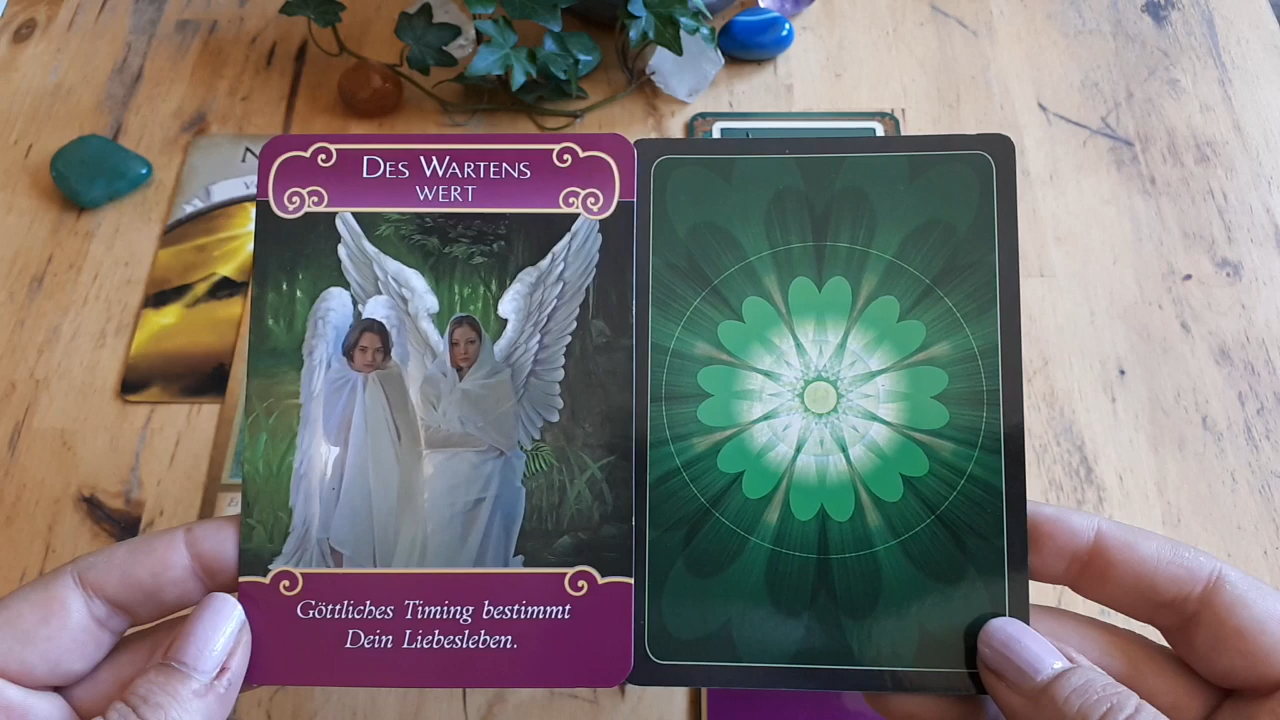 Des Wartens
wert
Göttliches Timing bestimmt
Dein Liebesleben.